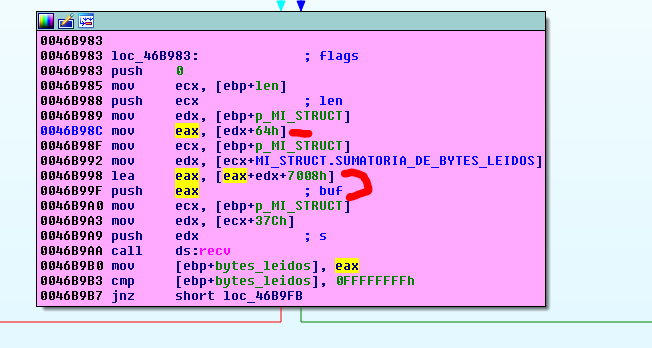 0046B983
0046B983 loc_46B983: ; flags
0046B983 push 0
0046B985 mov ecx, [ebp+len]
0046B988 push ecx ; len
0046B989 mov edx, [ebp+p_MI_STRUCT]
0046B98C mov eax, [edx+64h]
0046B98F mov ecx, [ebp+p_MI_STRUCT]
0046B992 mov edx, [ecx+MI_STRUCT.SUMATORIA_DE_BYTES_LEIDOS]
0046B998 lea eax, [eax+edx+7008h]
0046B99F push eax ; buf
0046B9A0 mov ecx, [ebp+p_MI_STRUCT]
0046B9A3 mov edx, [ecx+37Ch]
0046B9A9 push edx ; s
0046B9AA call ds:recv
0046B9B0 mov [ebp+bytes_leidos], eax
0046B9B3 cmp [ebp+bytes_leidos], 0FFFFFFFFh
0046B9B7 jnz short loc_46B9FB